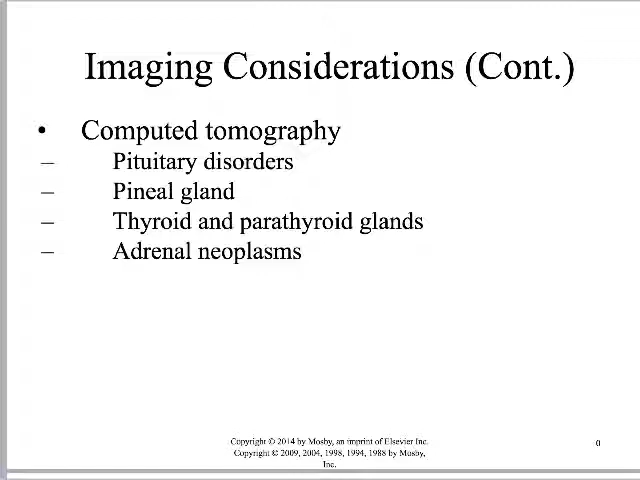 Imaging Considerations (Cont.)
• Computed tomography
– Pituitary disorders
– Pineal gland
– Thyroid and parathyroid glands
– Adrenal neoplasms
Copyright © 2014 by Mosby, an imprint of Elsevier Inc.
Copyright © 2009, 2004, 1998, 1994, 1988 by Mosby,
Inc.
0